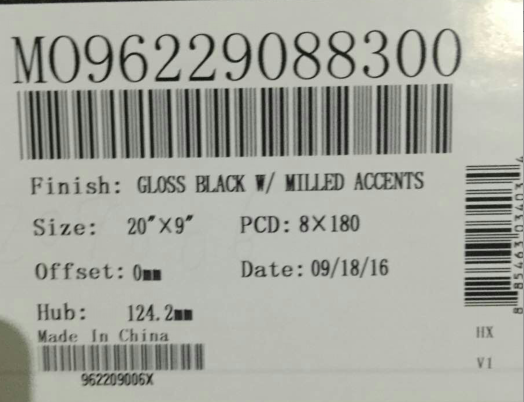 MO96229088300
Finish: GLOSS BLACK W/ MILLED ACCENTS
Size: 20"X9" PCD: 8X180
Offset: 0mm Date: 09/18/16
Hub: 124.2mm
Made In China
962209006X
HX
V1